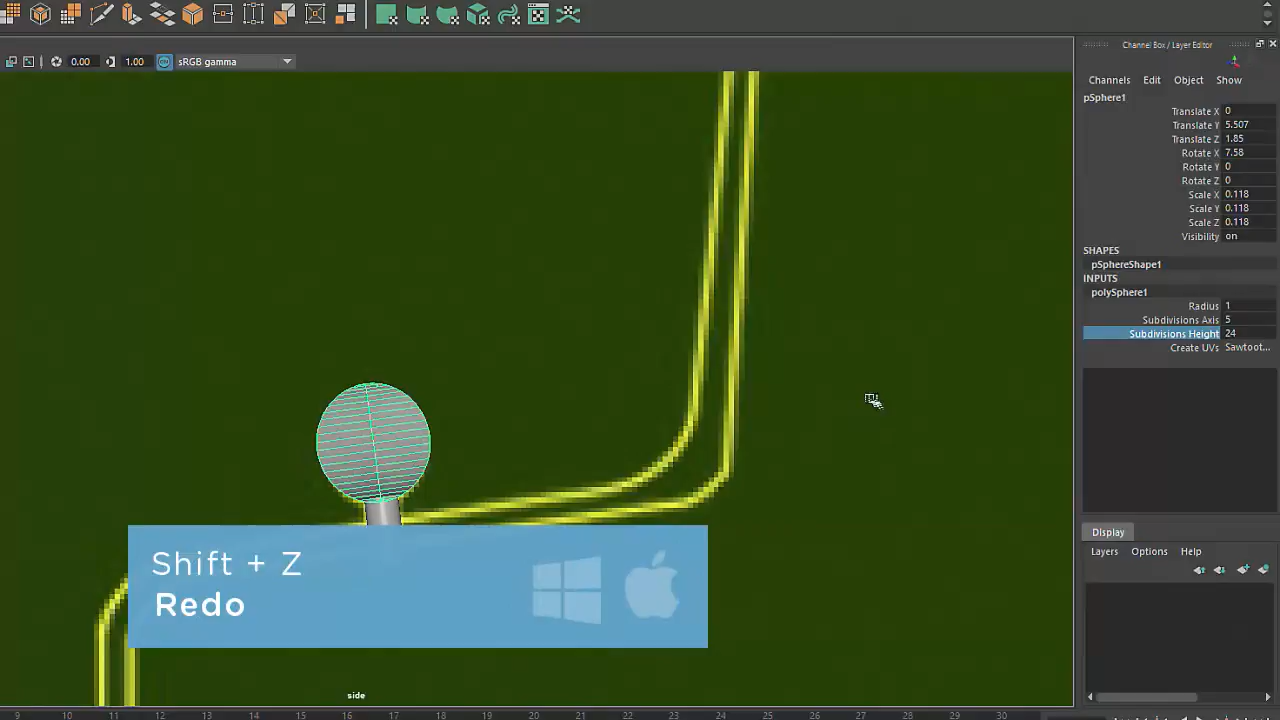 Channel Box / Layer Editor
0.00 1.00 sRGB gamma
Channels Edit Object Show
pSphere1
Translate X 0
Translate Y 5.507
Translate Z 1.85
Rotate X 7.58
Rotate Y 0
Rotate Z 0
Scale X 0.118
Scale Y 0.118
Scale Z 0.118
Visibility on
SHAPES
pSphereShape1
INPUTS
polySphere1
Radius 1
Subdivisions Axis 5
Subdivisions Height 24
Create UVs Sawtoot...
Shift + Z
Redo
Display
Layers Options Help
side
9 10 11 12 13 14 15 16 17 18 19 20 21 22 23 24 25 26 27 28 29 30